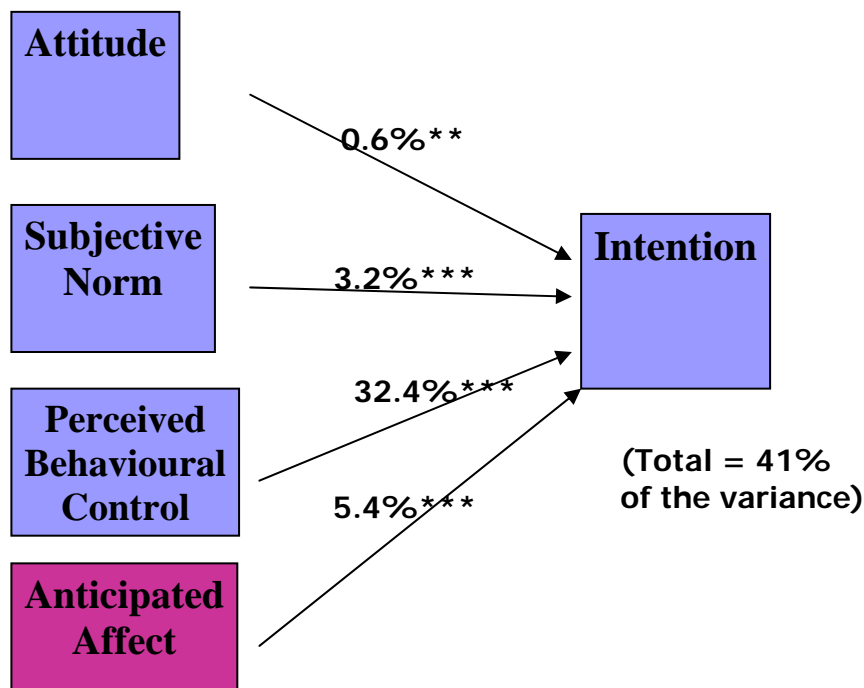 Attitude
0.6%**
Subjective
Norm
3.2%***
Intention
Perceived
Behavioural
Control
32.4%***
(Total = 41%
of the variance)
5.4%***
Anticipated
Affect